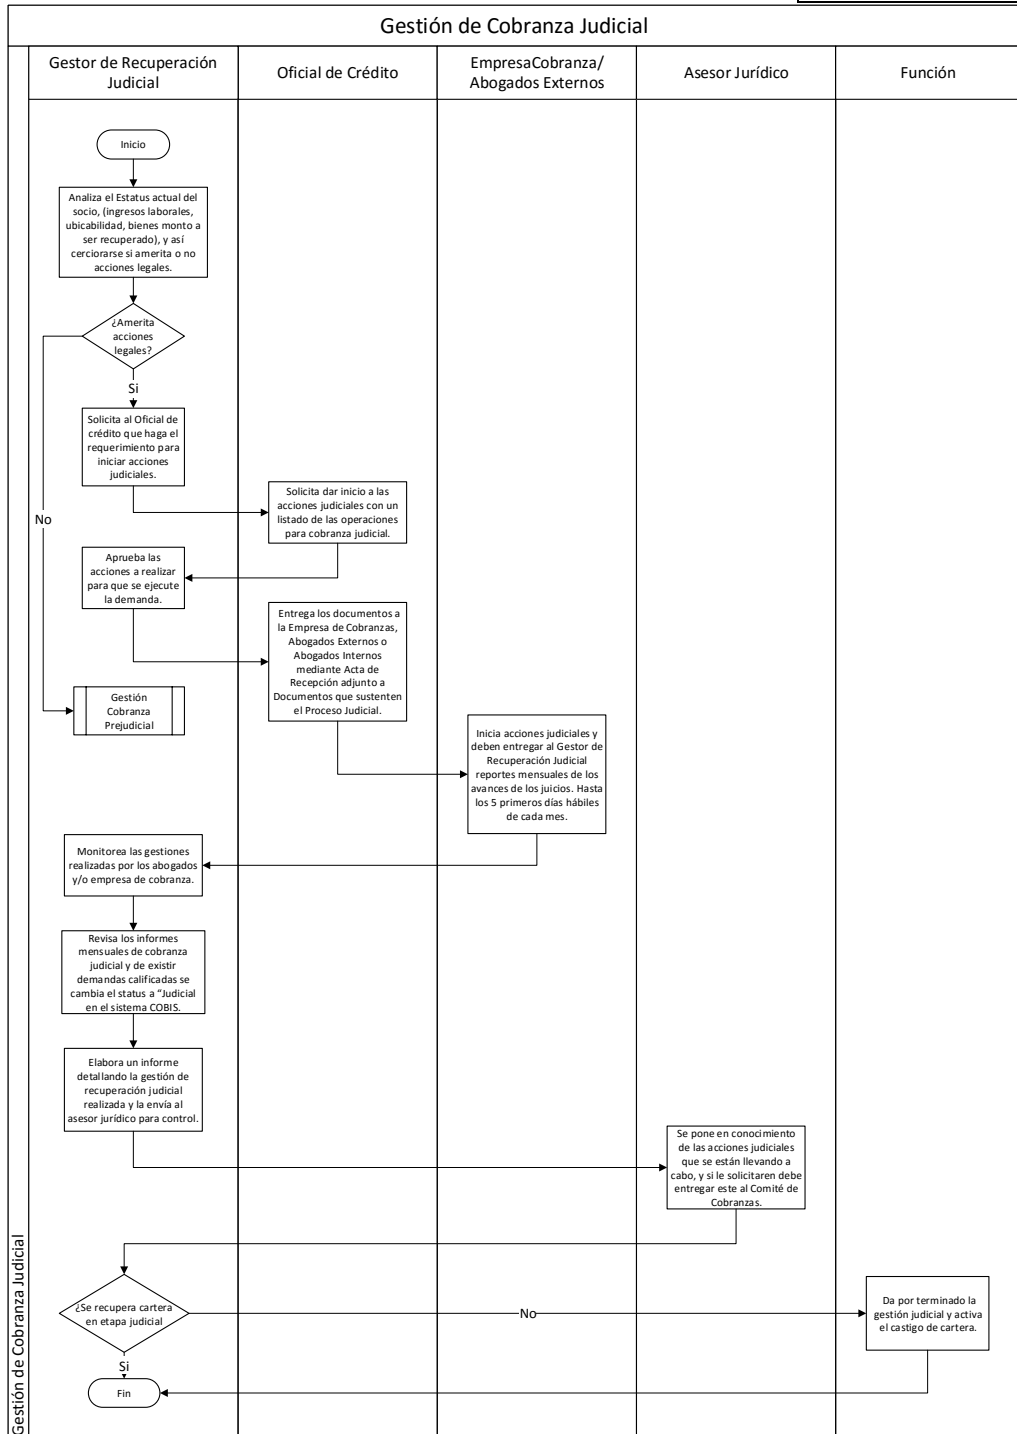 Gestión de Cobranza Judicial
Gestor de Recuperación
Judicial
Oficial de Crédito
EmpresaCobranza/
Abogados Externos
Asesor Jurídico
Función
Inicio
Analiza el Estatus actual del
socio, (ingresos laborales,
ubicabilidad, bienes monto a
ser recuperado), y así
cerciorarse si amerita o no
acciones legales.
¿Amerita
acciones
legales?
Si
No
Solicita al Oficial de
crédito que haga el
requerimiento para
iniciar acciones
judiciales.
Solicita dar inicio a las
acciones judiciales con un
listado de las operaciones
para cobranza judicial.
Aprueba las
acciones a realizar
para que se ejecute
la demanda.
Entrega los documentos a
la Empresa de Cobranzas,
Abogados Externos o
Abogados Internos
mediante Acta de
Recepción adjunto a
Documentos que sustenten
el Proceso Judicial.
Gestión
Cobranza
Prejudicial
Inicia acciones judiciales y
deben entregar al Gestor de
Recuperación Judicial
reportes mensuales de los
avances de los juicios. Hasta
los 5 primeros días hábiles
de cada mes.
Monitorea las gestiones
realizadas por los abogados
y/o empresa de cobranza.
Revisa los informes
mensuales de cobranza
judicial y de existir
demandas calificadas se
cambia el status a “Judicial
en el sistema COBIS.
Elabora un informe
detallando la gestión de
recuperación judicial
realizada y la envía al
asesor jurídico para control.
Se pone en conocimiento
de las acciones judiciales
que se están llevando a
cabo, y si le solicitaren debe
entregar este al Comité de
Cobranzas.
¿Se recupera cartera
en etapa judicial
No
Da por terminado la
gestión judicial y activa
el castigo de cartera.
Si
Fin
Gestión de Cobranza Judicial